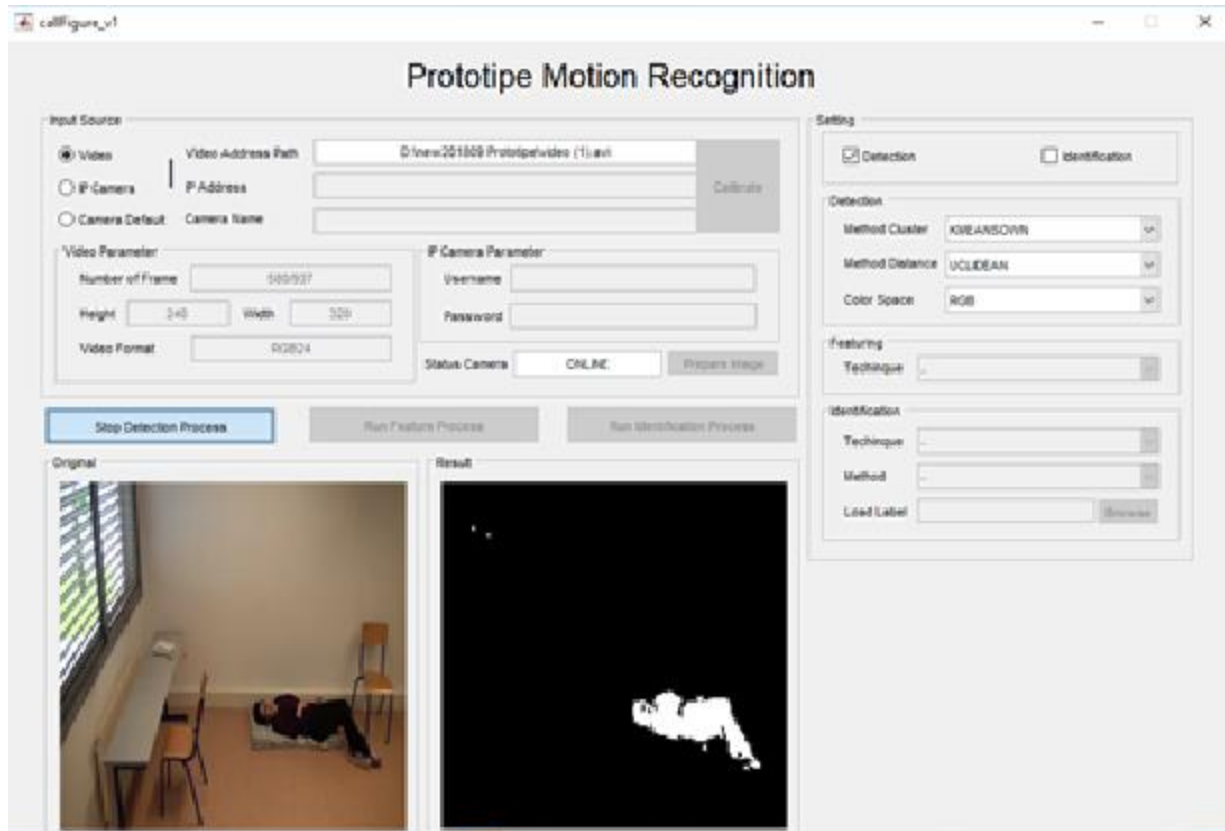 callFigure_v1
Prototipe Motion Recognition
Input Source
Video
Video Address Path
IP Camera
IP Address
Calibrate
Camera Default
Camera Name
Video Parameter
Number of Frame
Height
Width
320
Video Format
RGB24
IP Camera Parameter
Username
Password
Status Camera
ONLINE
Prepare Image
Stop Detection Process
Run Feature Process
Run Identification Process
Original
Result
Setting
Detection
Identification
Detection
Method Cluster
KMEANSOWN
Method Distance
UCLIDEAN
Color Space
RGB
Featuring
Techinque
Identification
Techinque
Method
Load Label
Browse